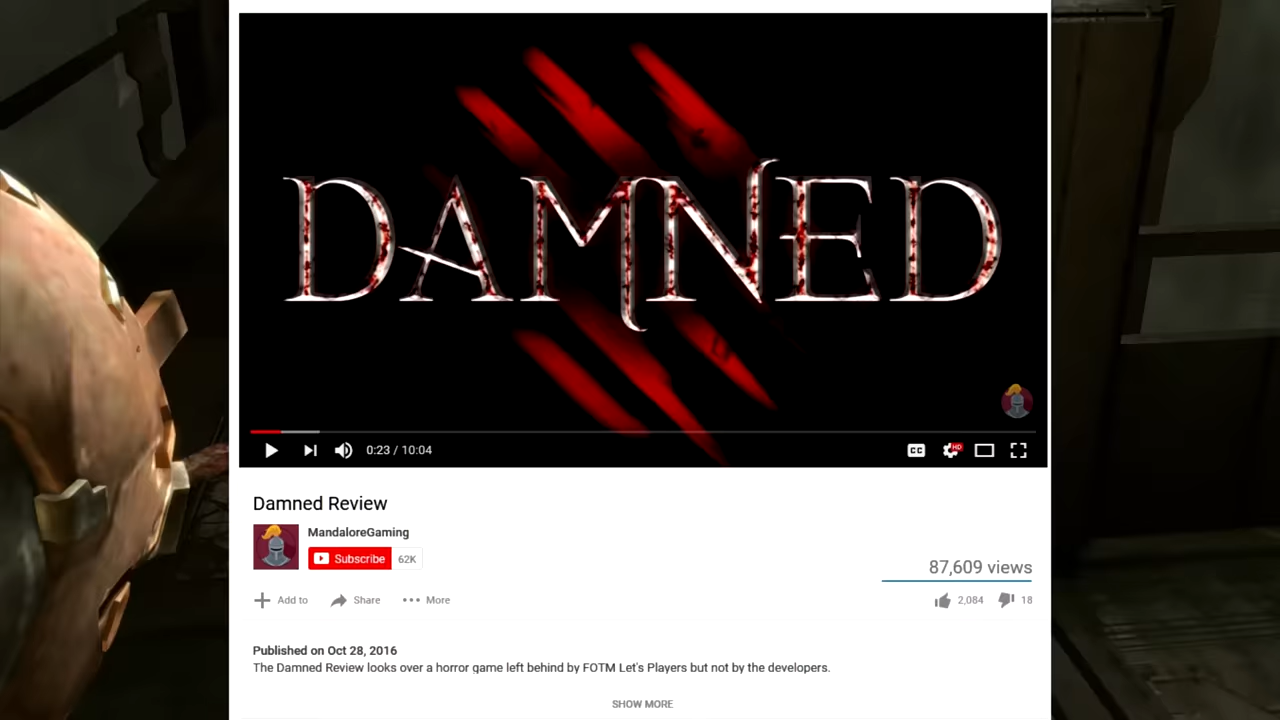 DAMNED
0:23 / 10:04
CC
HD
Damned Review
MandaloreGaming
Subscribe 62K
87,609 views
Add to Share More
2,084 18
Published on Oct 28, 2016
The Damned Review looks over a horror game left behind by FOTM Let's Players but not by the developers.
SHOW MORE